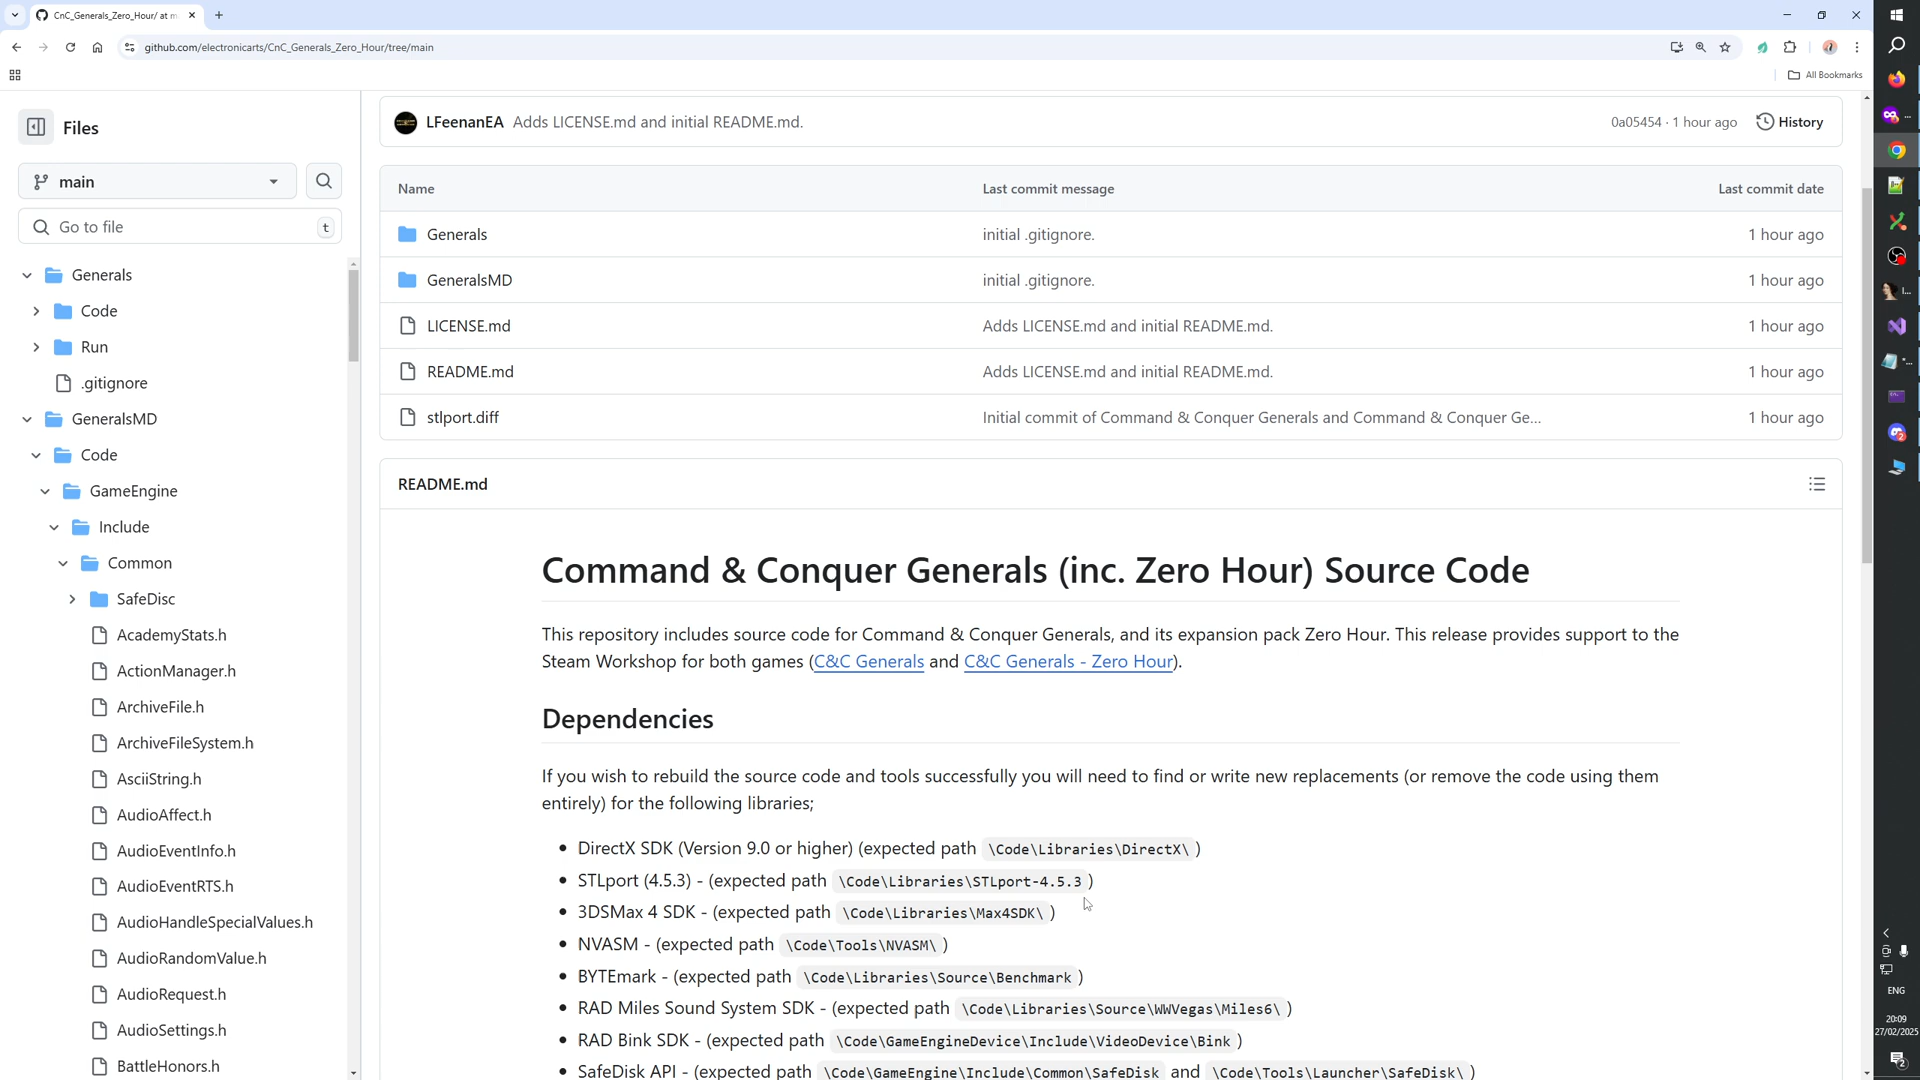 CnC_Generals_Zero_Hour/ at m
github.com/electronicarts/CnC_Generals_Zero_Hour/tree/main
All Bookmarks
Files
main
Go to file
t
Generals
Code
Run
.gitignore
GeneralsMD
Code
GameEngine
Include
Common
SafeDisc
AcademyStats.h
ActionManager.h
ArchiveFile.h
ArchiveFileSystem.h
AsciiString.h
AudioAffect.h
AudioEventInfo.h
AudioEventRTS.h
AudioHandleSpecialValues.h
AudioRandomValue.h
AudioRequest.h
AudioSettings.h
BattleHonors.h
LFeenanEA Adds LICENSE.md and initial README.md.
0a05454 · 1 hour ago
History
Name Last commit message Last commit date
Generals initial .gitignore. 1 hour ago
GeneralsMD initial .gitignore. 1 hour ago
LICENSE.md Adds LICENSE.md and initial README.md. 1 hour ago
README.md Adds LICENSE.md and initial README.md. 1 hour ago
stlport.diff Initial commit of Command & Conquer Generals and Command & Conquer Ge... 1 hour ago
README.md
Command & Conquer Generals (inc. Zero Hour) Source Code
This repository includes source code for Command & Conquer Generals, and its expansion pack Zero Hour. This release provides support to the
Steam Workshop for both games (C&C Generals and C&C Generals - Zero Hour).
Dependencies
If you wish to rebuild the source code and tools successfully you will need to find or write new replacements (or remove the code using them
entirely) for the following libraries;
• DirectX SDK (Version 9.0 or higher) (expected path \Code\Libraries\DirectX\ )
• STLport (4.5.3) - (expected path \Code\Libraries\STLport-4.5.3 )
• 3DSMax 4 SDK - (expected path \Code\Libraries\Max4SDK\ )
• NVASM - (expected path \Code\Tools\NVASM\ )
• BYTEmark - (expected path \Code\Libraries\Source\Benchmark )
• RAD Miles Sound System SDK - (expected path \Code\Libraries\Source\WWVegas\Miles6\ )
• RAD Bink SDK - (expected path \Code\GameEngineDevice\Include\VideoDevice\Bink )
• SafeDisk API - (expected path \Code\GameEngine\Include\Common\SafeDisk and \Code\Tools\Launcher\SafeDisk\ )
ENG
20:09
27/02/2025
2